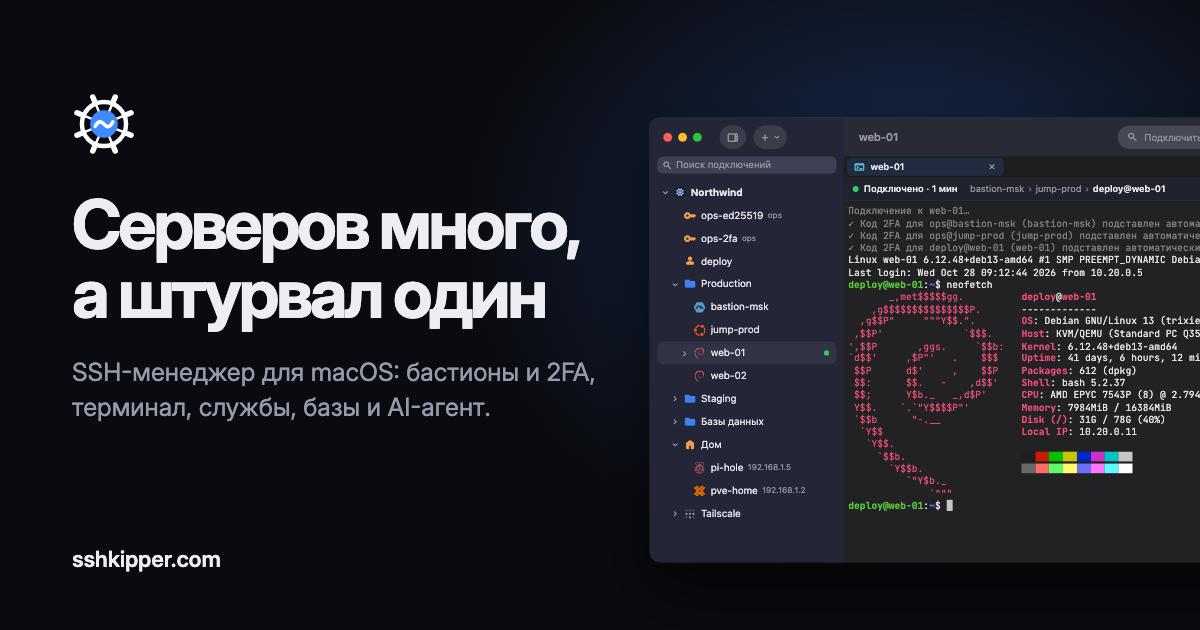 Серверов много,
а штурвал один
SSH-менеджер для macOS: бастионы и 2FA,
терминал, службы, базы и AI-агент.
sshkipper.com
Поиск подключений
Northwind
ops-ed25519 ops
ops-2fa ops
deploy
Production
bastion-msk
jump-prod
web-01
web-02
Staging
Базы данных
Дом
pi-hole 192.168.1.5
pve-home 192.168.1.2
Tailscale
web-01
Подключить
web-01
Подключено · 1 мин bastion-msk › jump-prod › deploy@web-01
Подключение к web-01…
✓ Код 2FA для ops@bastion-msk (bastion-msk) подставлен автома
✓ Код 2FA для ops@jump-prod (jump-prod) подставлен автоматиче
✓ Код 2FA для deploy@web-01 (web-01) подставлен автоматически
Linux web-01 6.12.48+deb13-amd64 #1 SMP PREEMPT_DYNAMIC Debia
Last login: Wed Oct 28 09:12:44 2026 from 10.20.0.5
deploy@web-01:~$ neofetch
deploy@web-01
-------------
OS: Debian GNU/Linux 13 (trixie
Host: KVM/QEMU (Standard PC Q35
Kernel: 6.12.48+deb13-amd64
Uptime: 41 days, 6 hours, 12 mi
Packages: 612 (dpkg)
Shell: bash 5.2.37
CPU: AMD EPYC 7543P (8) @ 2.794
Memory: 7984MiB / 16384MiB
Disk (/): 31G / 78G (40%)
Local IP: 10.20.0.11
deploy@web-01:~$